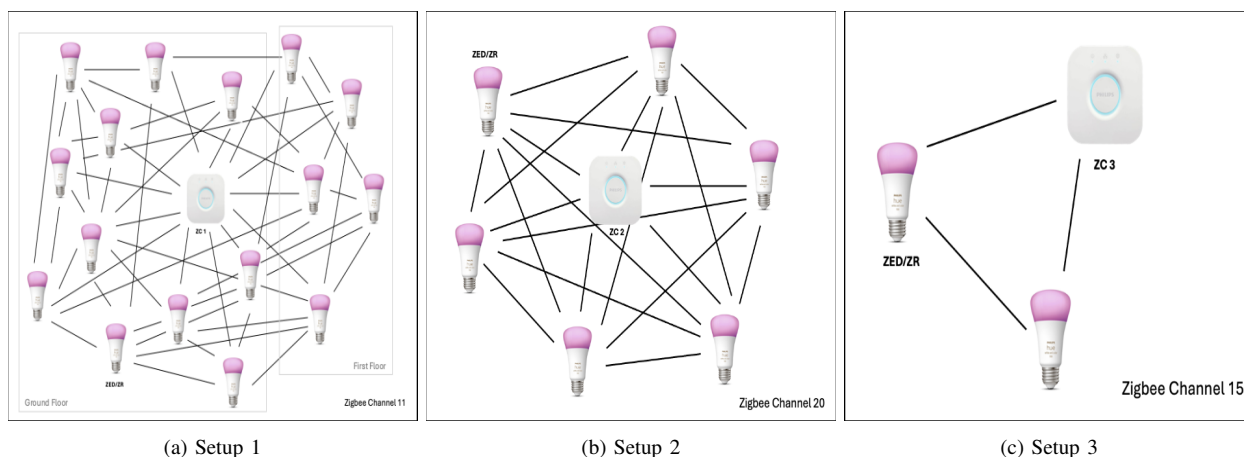 ZC 1
ZED/ZR
Ground Floor
First Floor
Zigbee Channel 11
(a) Setup 1
ZED/ZR
ZC 2
Zigbee Channel 20
(b) Setup 2
ZC 3
ZED/ZR
Zigbee Channel 15
(c) Setup 3